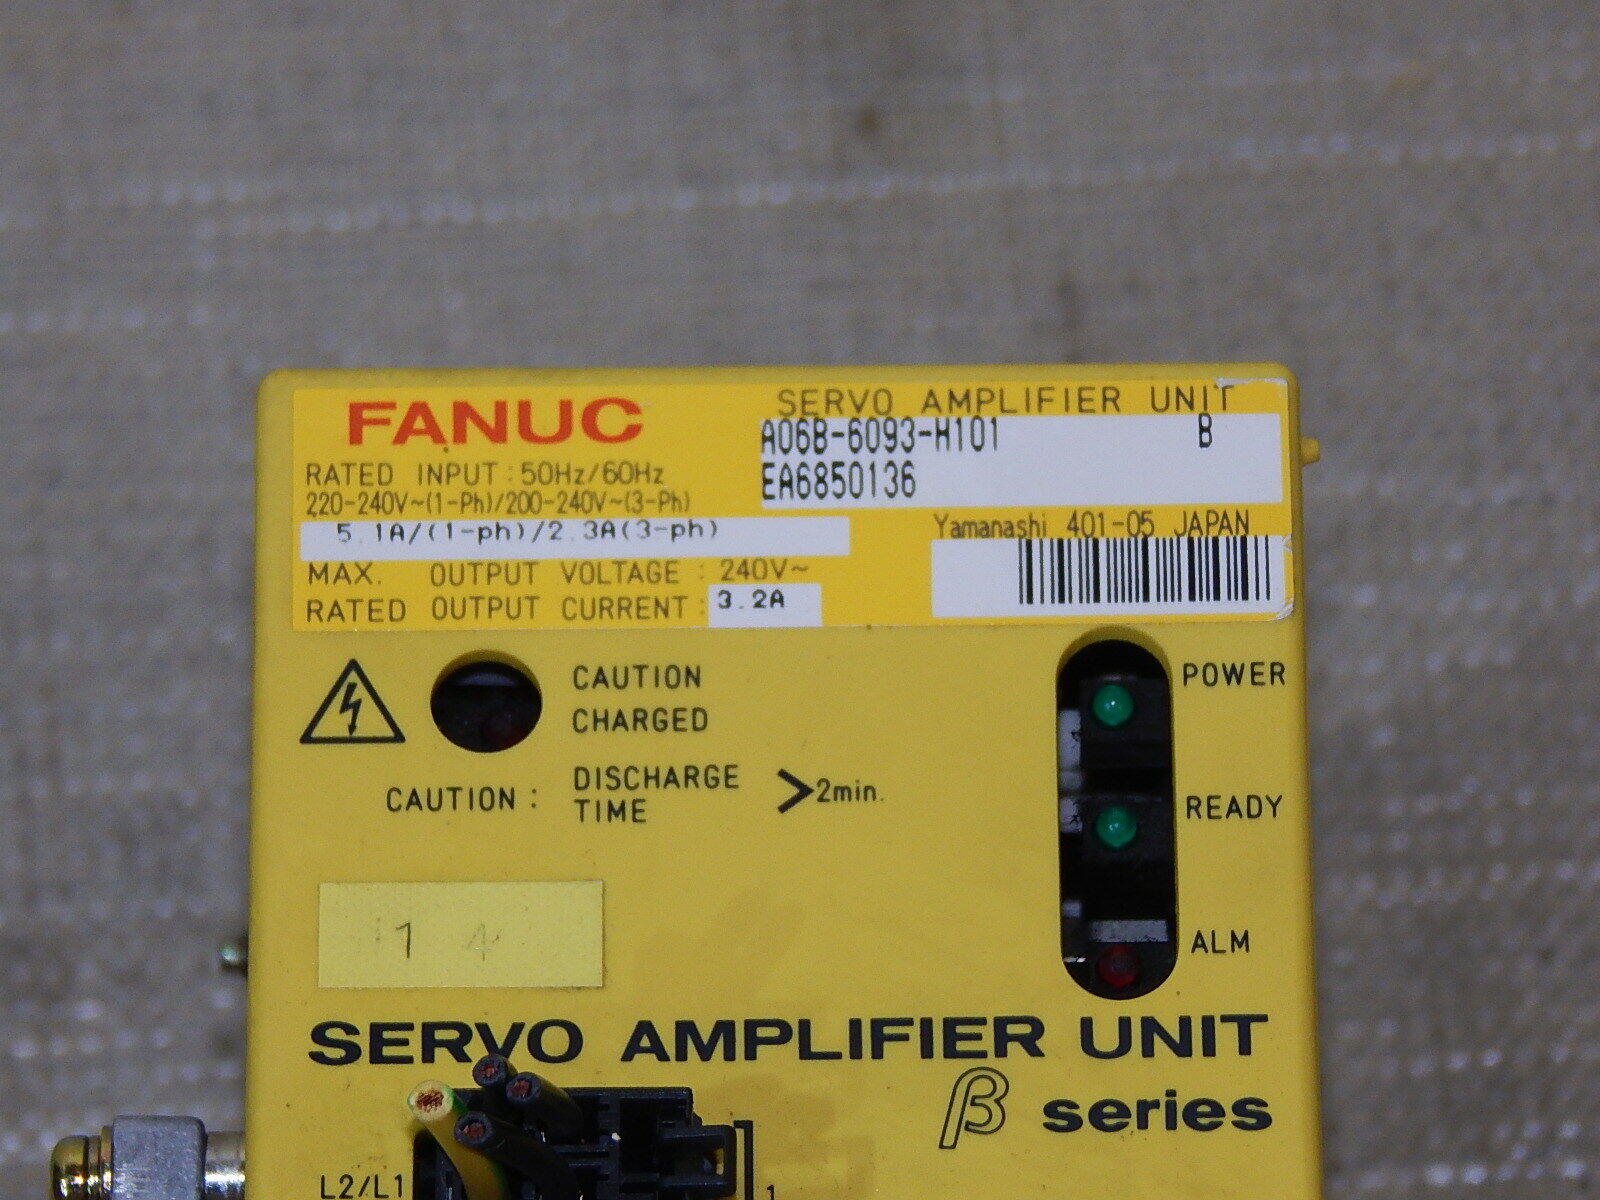 FANUC
SERVO AMPLIFIER UNIT
A06B-6093-H101 B
EA6850136
RATED INPUT : 50Hz/60Hz
220-240V~(1-Ph)/200-240V~(3-Ph)
5.1A/(1-ph)/2.3A(3-ph)
Yamanashi 401-05 JAPAN
MAX. OUTPUT VOLTAGE : 240V~
RATED OUTPUT CURRENT : 3.2A
CAUTION
CHARGED
CAUTION : DISCHARGE
TIME >2min.
POWER
READY
ALM
1 4
SERVO AMPLIFIER UNIT
β series
L2/L1
1